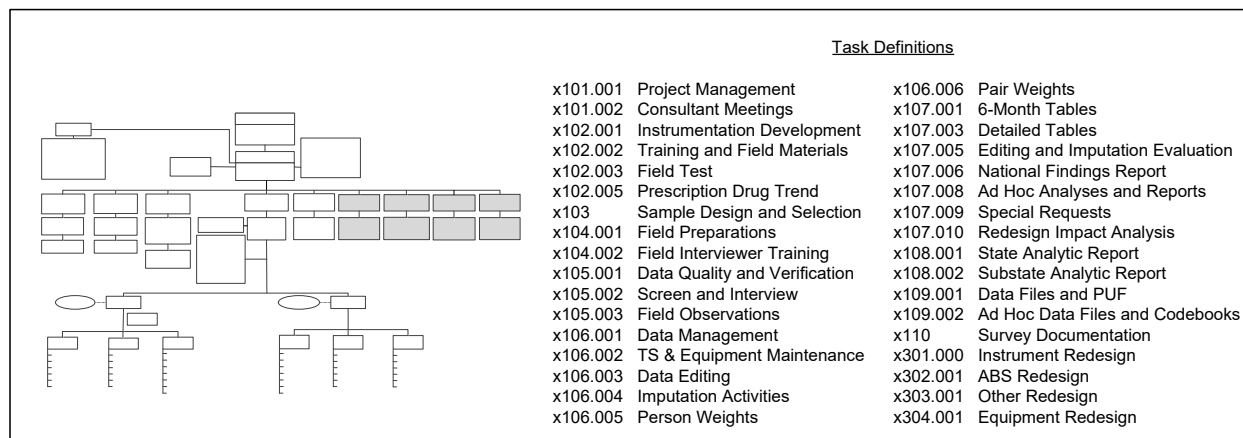 Task Definitions
x101.001 Project Management
x101.002 Consultant Meetings
x102.001 Instrumentation Development
x102.002 Training and Field Materials
x102.003 Field Test
x102.005 Prescription Drug Trend
x103 Sample Design and Selection
x104.001 Field Preparations
x104.002 Field Interviewer Training
x105.001 Data Quality and Verification
x105.002 Screen and Interview
x105.003 Field Observations
x106.001 Data Management
x106.002 TS & Equipment Maintenance
x106.003 Data Editing
x106.004 Imputation Activities
x106.005 Person Weights
x106.006 Pair Weights
x107.001 6-Month Tables
x107.003 Detailed Tables
x107.005 Editing and Imputation Evaluation
x107.006 National Findings Report
x107.008 Ad Hoc Analyses and Reports
x107.009 Special Requests
x107.010 Redesign Impact Analysis
x108.001 State Analytic Report
x108.002 Substate Analytic Report
x109.001 Data Files and PUF
x109.002 Ad Hoc Data Files and Codebooks
x110 Survey Documentation
x301.000 Instrument Redesign
x302.001 ABS Redesign
x303.001 Other Redesign
x304.001 Equipment Redesign